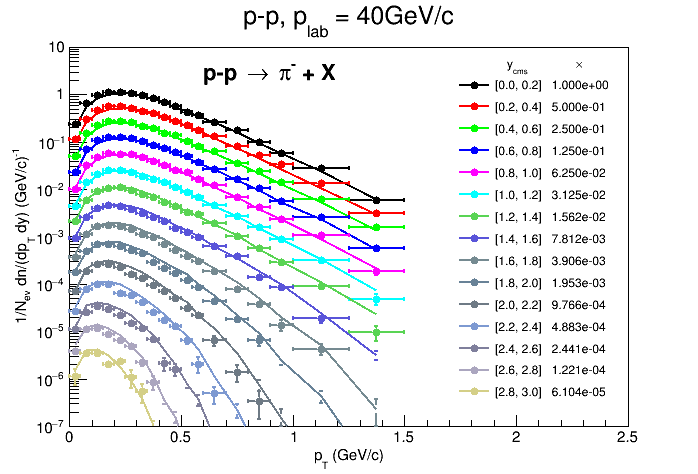 p-p, p_lab = 40GeV/c
p-p → π⁻ + X
y_cms ×
[0.0, 0.2] 1.000e+00
[0.2, 0.4] 5.000e-01
[0.4, 0.6] 2.500e-01
[0.6, 0.8] 1.250e-01
[0.8, 1.0] 6.250e-02
[1.0, 1.2] 3.125e-02
[1.2, 1.4] 1.562e-02
[1.4, 1.6] 7.812e-03
[1.6, 1.8] 3.906e-03
[1.8, 2.0] 1.953e-03
[2.0, 2.2] 9.766e-04
[2.2, 2.4] 4.883e-04
[2.4, 2.6] 2.441e-04
[2.6, 2.8] 1.221e-04
[2.8, 3.0] 6.104e-05
1/N_ev dn/(dp_T dy) (GeV/c)⁻¹
10
1
10⁻¹
10⁻²
10⁻³
10⁻⁴
10⁻⁵
10⁻⁶
10⁻⁷
0 0.5 1 1.5 2 2.5
p_T (GeV/c)